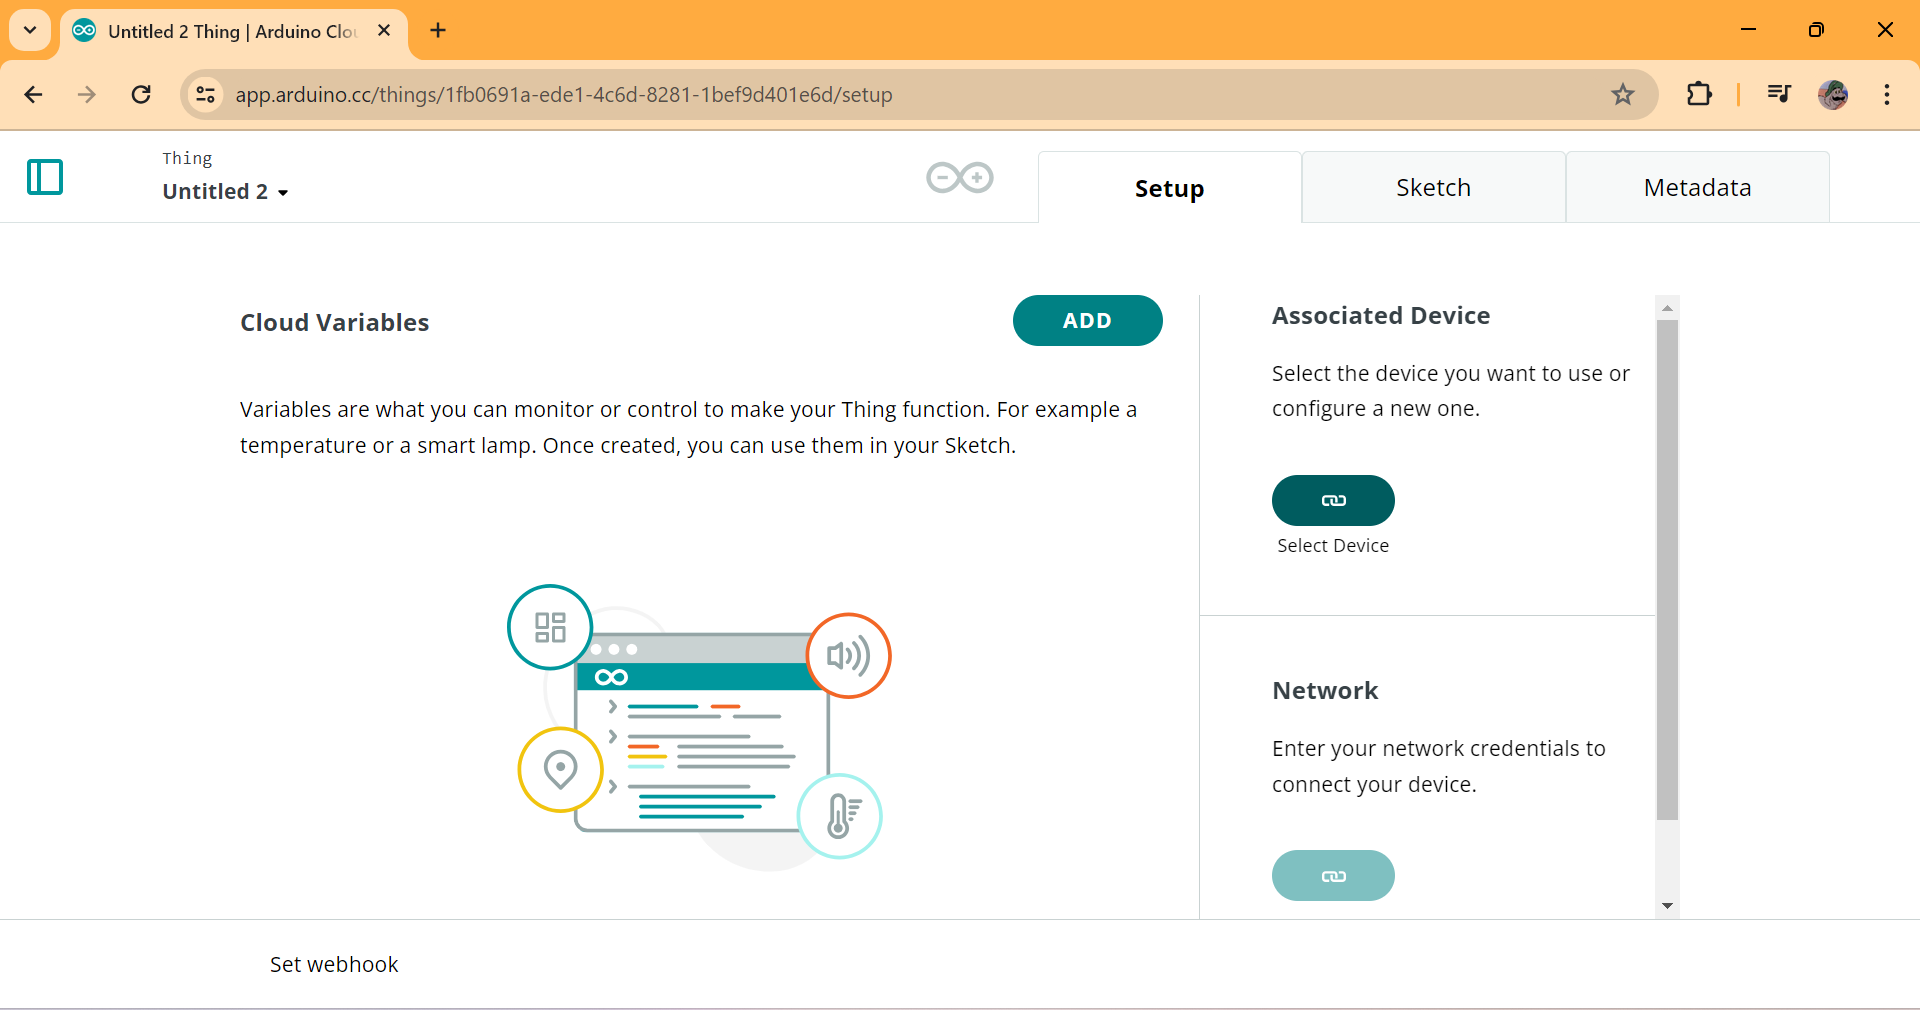 Untitled 2 Thing | Arduino Clo
app.arduino.cc/things/1fb0691a-ede1-4c6d-8281-1bef9d401e6d/setup
Thing
Untitled 2
Setup
Sketch
Metadata
Cloud Variables
ADD
Variables are what you can monitor or control to make your Thing function. For example a
temperature or a smart lamp. Once created, you can use them in your Sketch.
Associated Device
Select the device you want to use or
configure a new one.
Select Device
Network
Enter your network credentials to
connect your device.
Set webhook